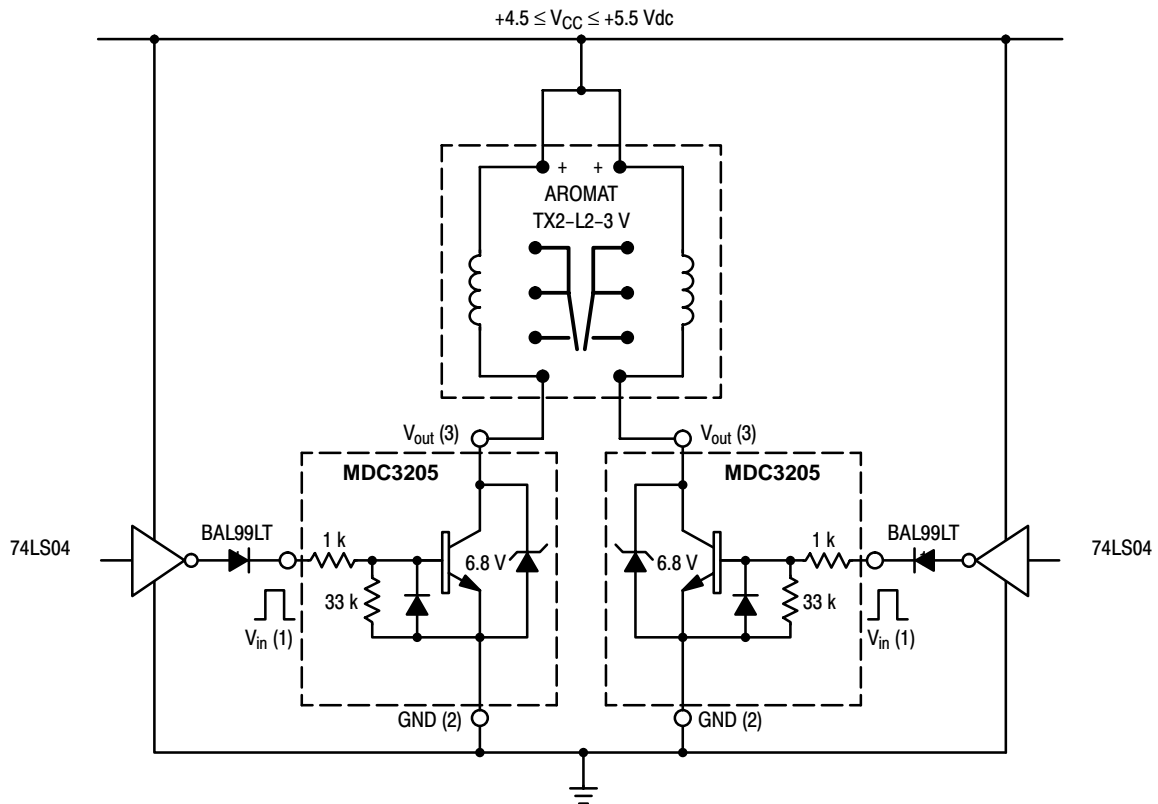 +4.5 ≤ VCC ≤ +5.5 Vdc
+ +
AROMAT
TX2–L2–3 V
Vout (3) Vout (3)
MDC3205 MDC3205
74LS04 BAL99LT 1 k 6.8 V 6.8 V 1 k BAL99LT 74LS04
33 k 33 k
Vin (1) Vin (1)
GND (2) GND (2)